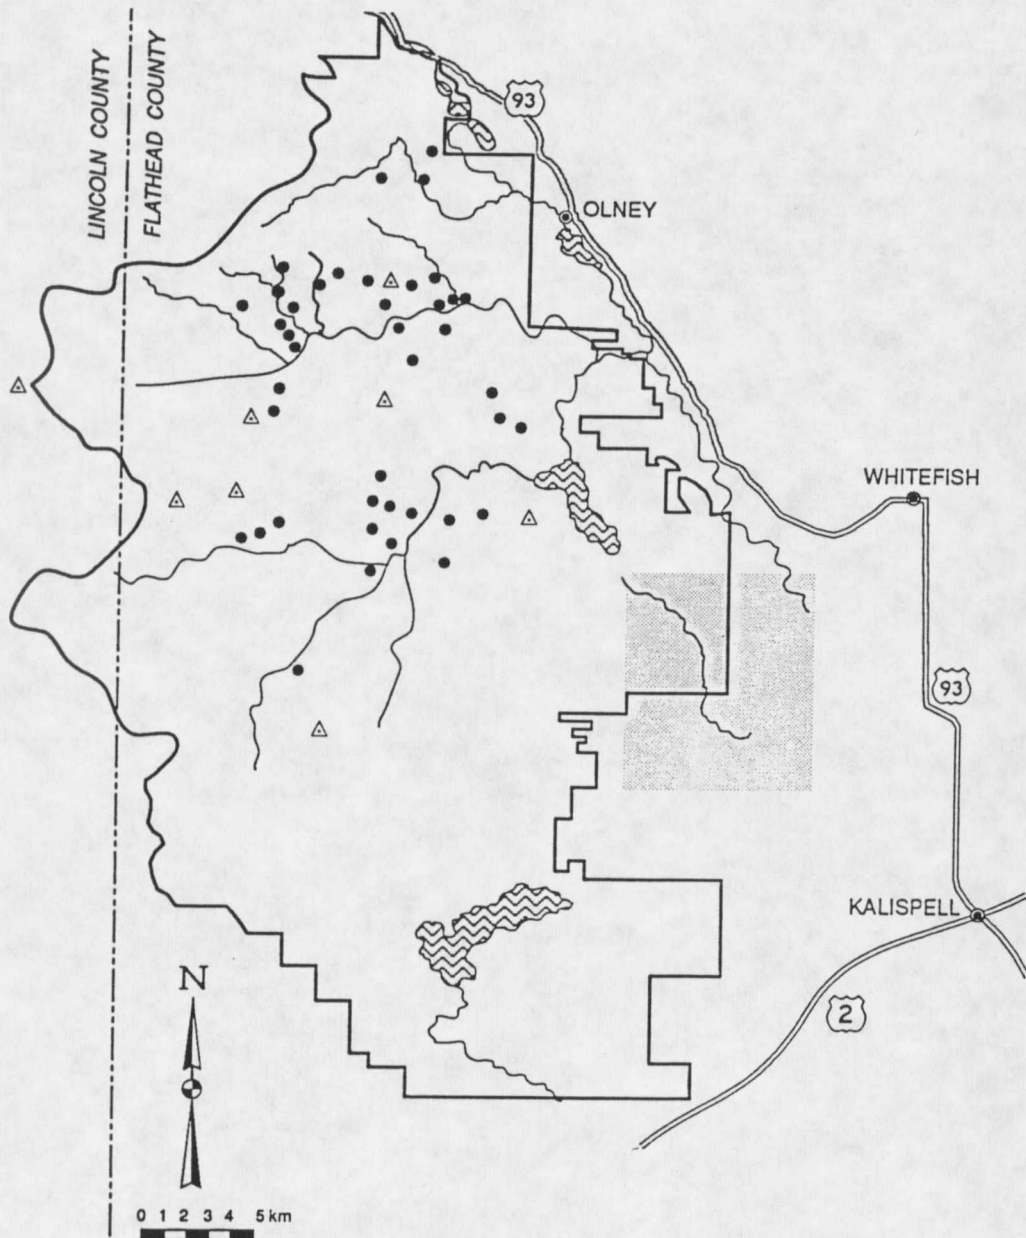 LINCOLN COUNTY
FLATHEAD COUNTY
93
OLNEY
WHITEFISH
93
KALISPELL
2
N
0 1 2 3 4 5 km